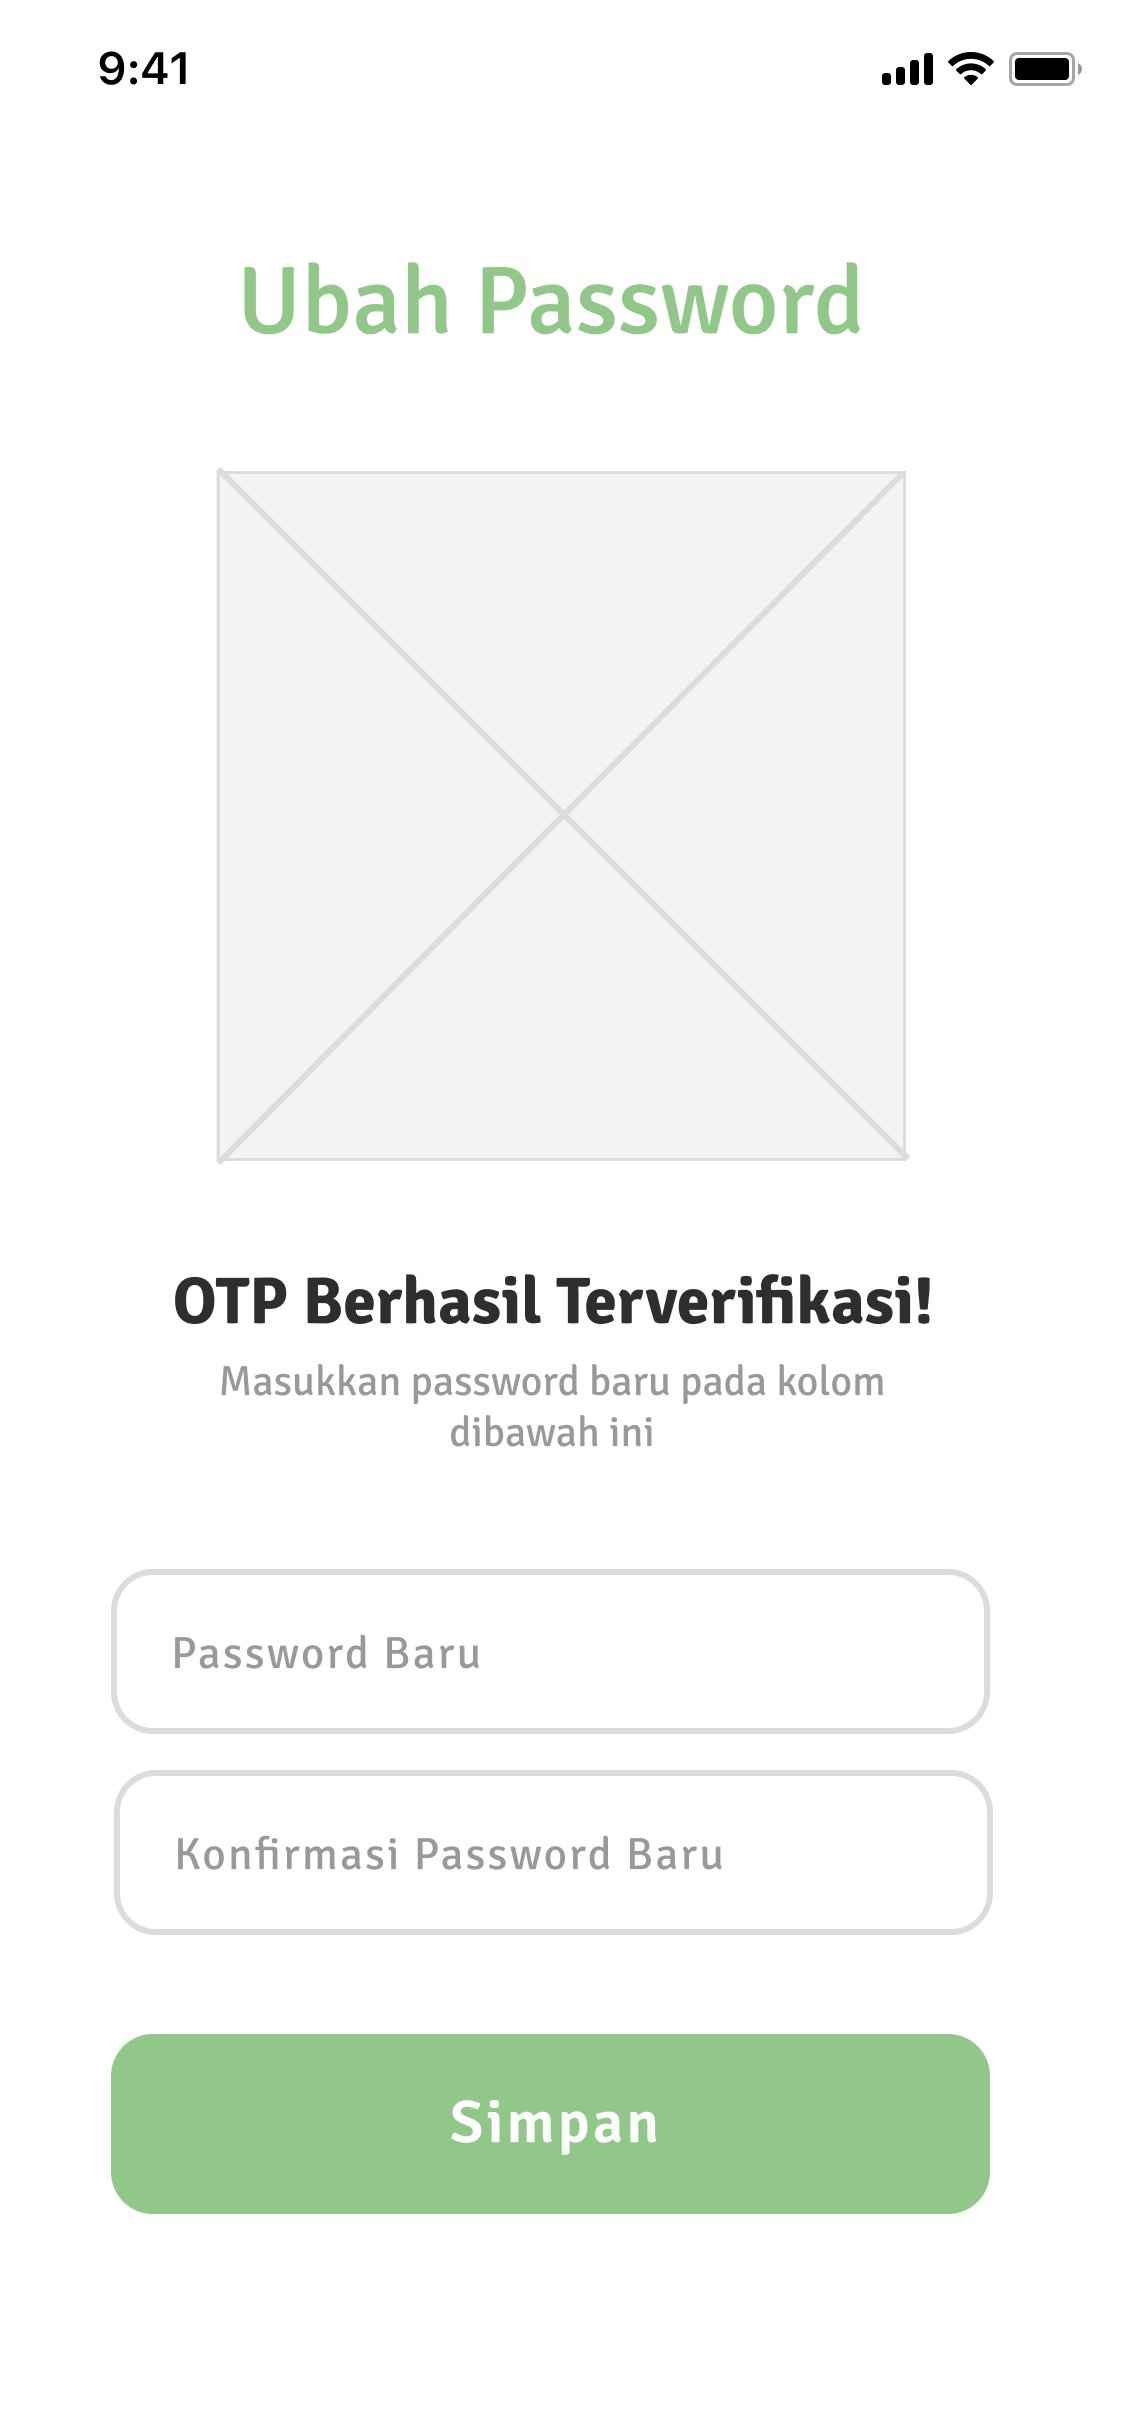 9:41
Ubah Password
OTP Berhasil Terverifikasi!
Masukkan password baru pada kolom
dibawah ini
Password Baru
Konfirmasi Password Baru
Simpan